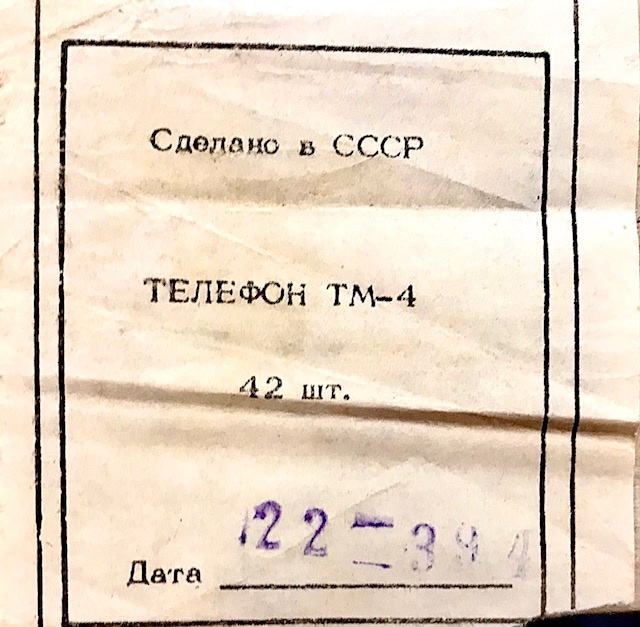 Сделано в СССР
ТЕЛЕФОН ТМ-4
42 шт.
Дата 22